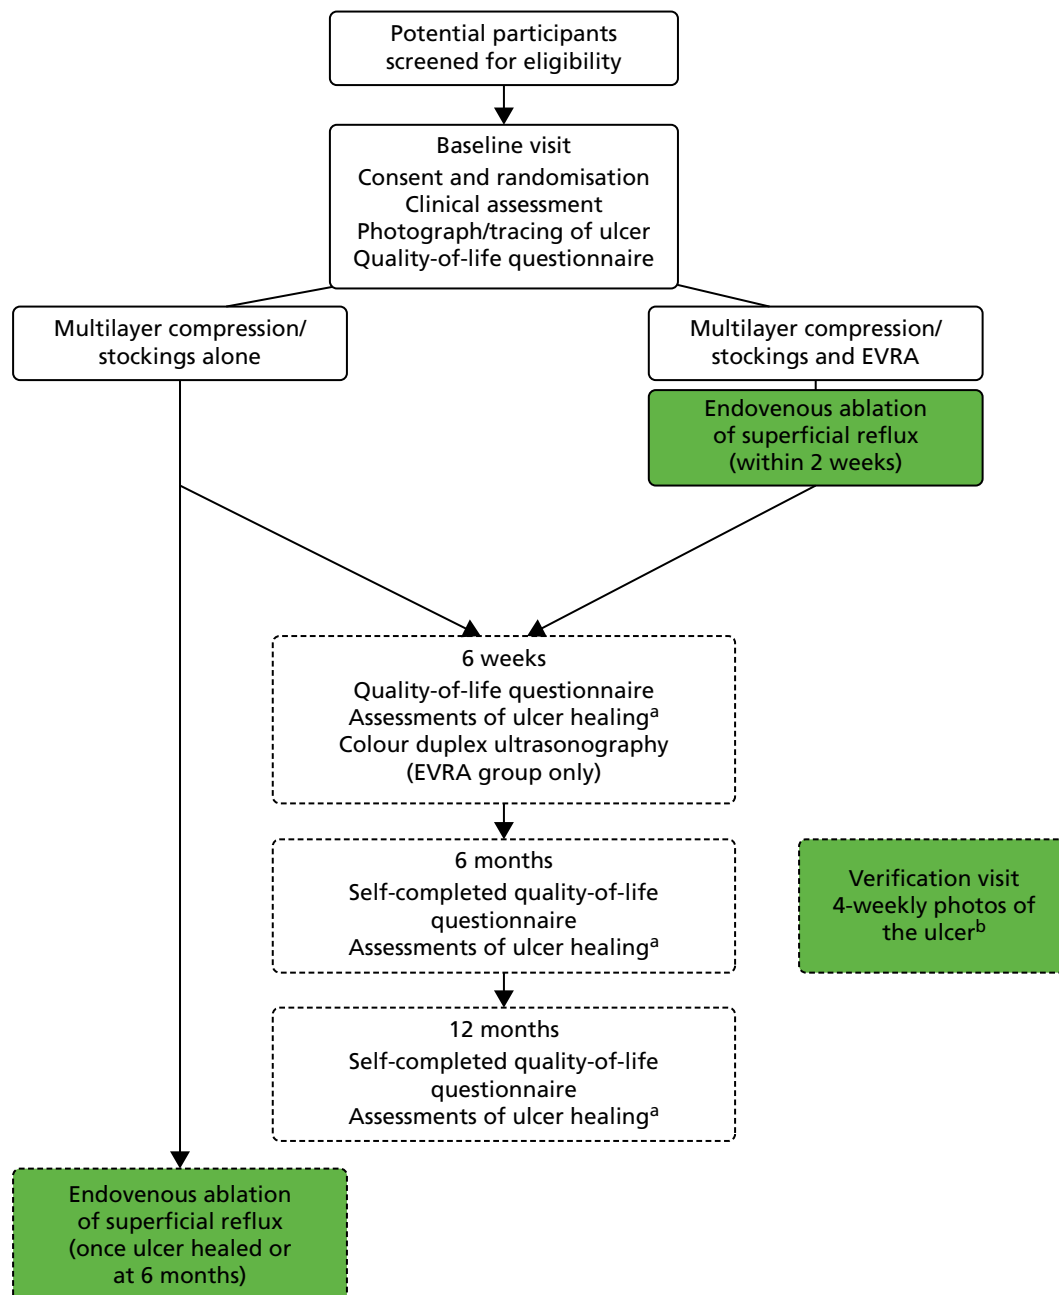 Potential participants
screened for eligibility
Baseline visit
Consent and randomisation
Clinical assessment
Photograph/tracing of ulcer
Quality-of-life questionnaire
Multilayer compression/
stockings alone
Multilayer compression/
stockings and EVRA
Endovenous ablation
of superficial reflux
(within 2 weeks)
6 weeks
Quality-of-life questionnaire
Assessments of ulcer healingᵃ
Colour duplex ultrasonography
(EVRA group only)
6 months
Self-completed quality-of-life
questionnaire
Assessments of ulcer healingᵃ
Verification visit
4-weekly photos of
the ulcerᵇ
12 months
Self-completed quality-of-life
questionnaire
Assessments of ulcer healingᵃ
Endovenous ablation
of superficial reflux
(once ulcer healed or
at 6 months)